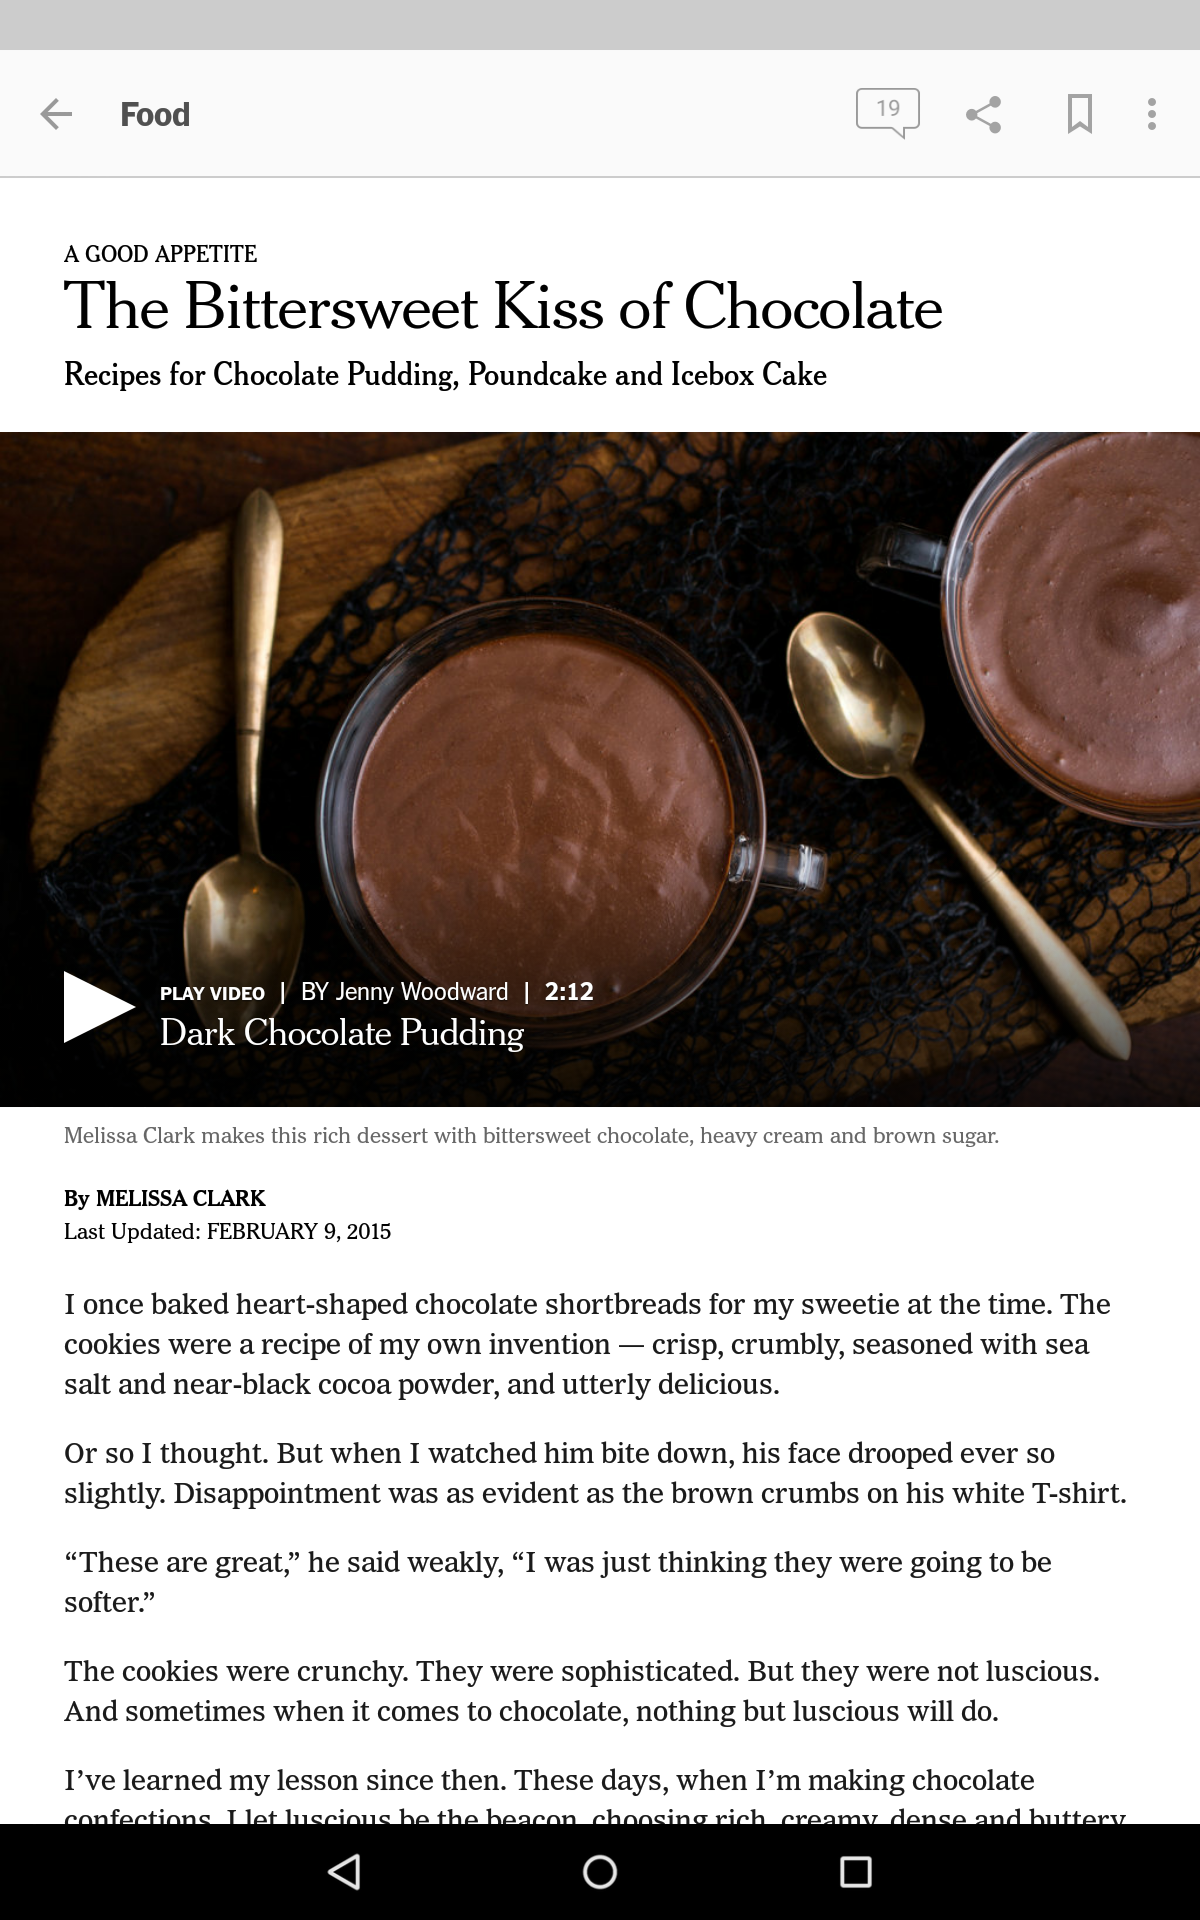 Food
19
A GOOD APPETITE
The Bittersweet Kiss of Chocolate
Recipes for Chocolate Pudding, Poundcake and Icebox Cake
PLAY VIDEO | BY Jenny Woodward | 2:12
Dark Chocolate Pudding
Melissa Clark makes this rich dessert with bittersweet chocolate, heavy cream and brown sugar.
By MELISSA CLARK
Last Updated: FEBRUARY 9, 2015
I once baked heart-shaped chocolate shortbreads for my sweetie at the time. The
cookies were a recipe of my own invention — crisp, crumbly, seasoned with sea
salt and near-black cocoa powder, and utterly delicious.
Or so I thought. But when I watched him bite down, his face drooped ever so
slightly. Disappointment was as evident as the brown crumbs on his white T-shirt.
“These are great,” he said weakly, “I was just thinking they were going to be
softer.”
The cookies were crunchy. They were sophisticated. But they were not luscious.
And sometimes when it comes to chocolate, nothing but luscious will do.
I’ve learned my lesson since then. These days, when I’m making chocolate
confections, I let luscious be the beacon, choosing rich, creamy, dense and buttery